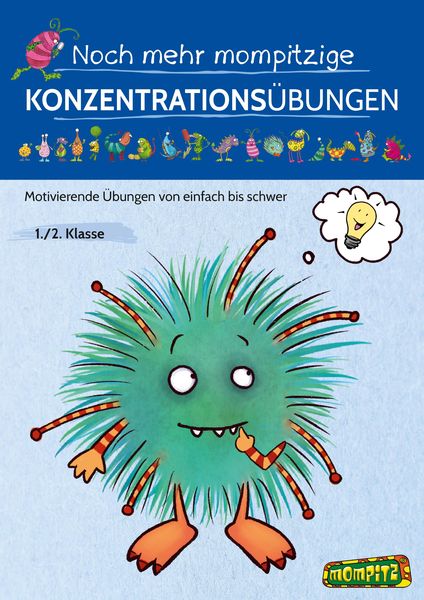 Noch mehr mompitzige
KONZENTRATIONSÜBUNGEN
Motivierende Übungen von einfach bis schwer
1./2. Klasse
MOMPITZ